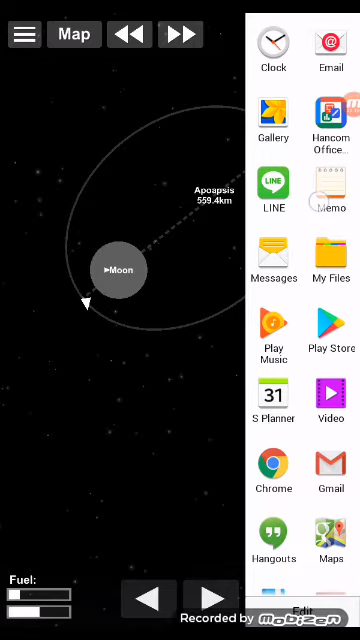 Map
Clock
Email
Gallery
Hancom
Office...
LINE
LINE
Memo
Apoapsis
559.4km
Moon
Messages
My Files
Play
Music
Play Store
31
S Planner
Video
Chrome
Gmail
Hangouts
Maps
Fuel:
Edit
Recorded by MOBIZEN